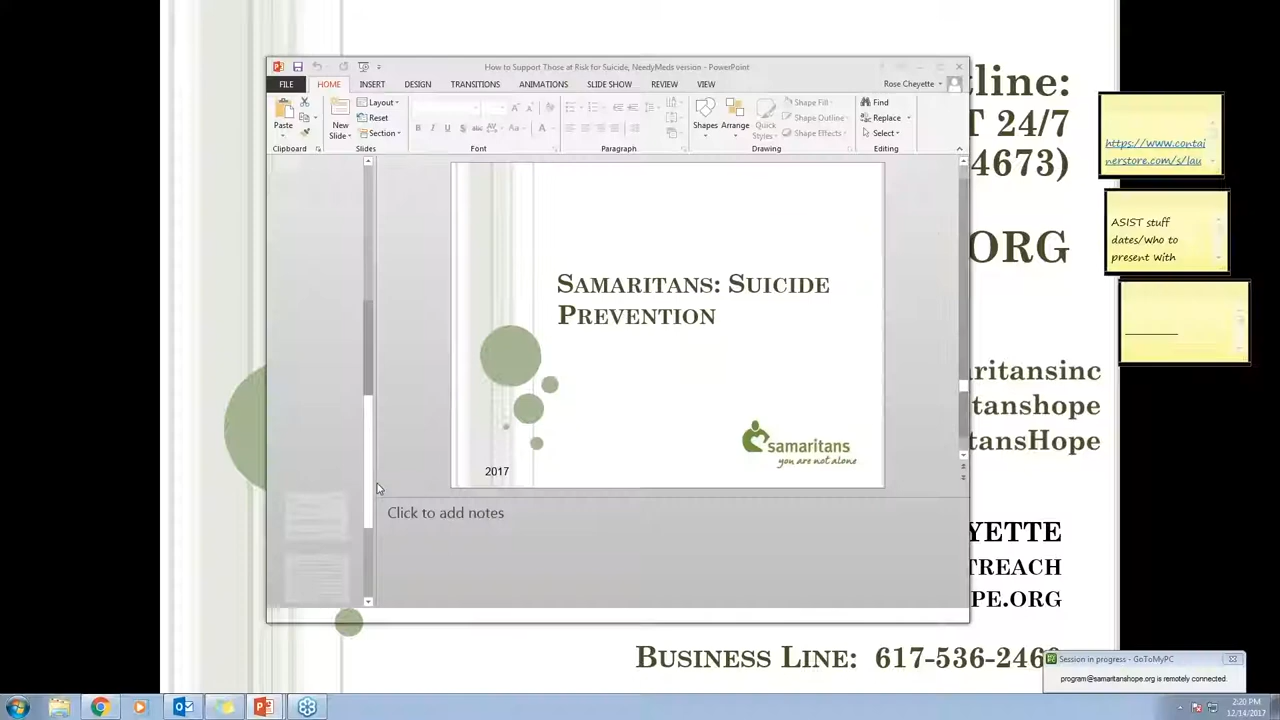 How to Support Those at Risk for Suicide, NeedyMeds version - PowerPoint
FILE HOME INSERT DESIGN TRANSITIONS ANIMATIONS SLIDE SHOW REVIEW VIEW
Rose Cheyette
Paste
New
Slide
Layout
Reset
Section
Shapes
Arrange
Quick
Styles
Shape Fill
Shape Outline
Shape Effects
Find
Replace
Select
Clipboard
Slides
Font
Paragraph
Drawing
Editing
SAMARITANS: SUICIDE
PREVENTION
samaritans
you are not alone
2017
Click to add notes
tline:
T 24/7
4673)
ORG
ritansinc
tanshope
tansHope
YETTE
TREACH
PE.ORG
BUSINESS LINE: 617-536-246
https://www.contai
nerstore.com/s/lau
ASIST stuff
dates/who to
present with
Session in progress - GoToMyPC
program@samaritanshope.org is remotely connected.
2:20 PM
12/14/2017